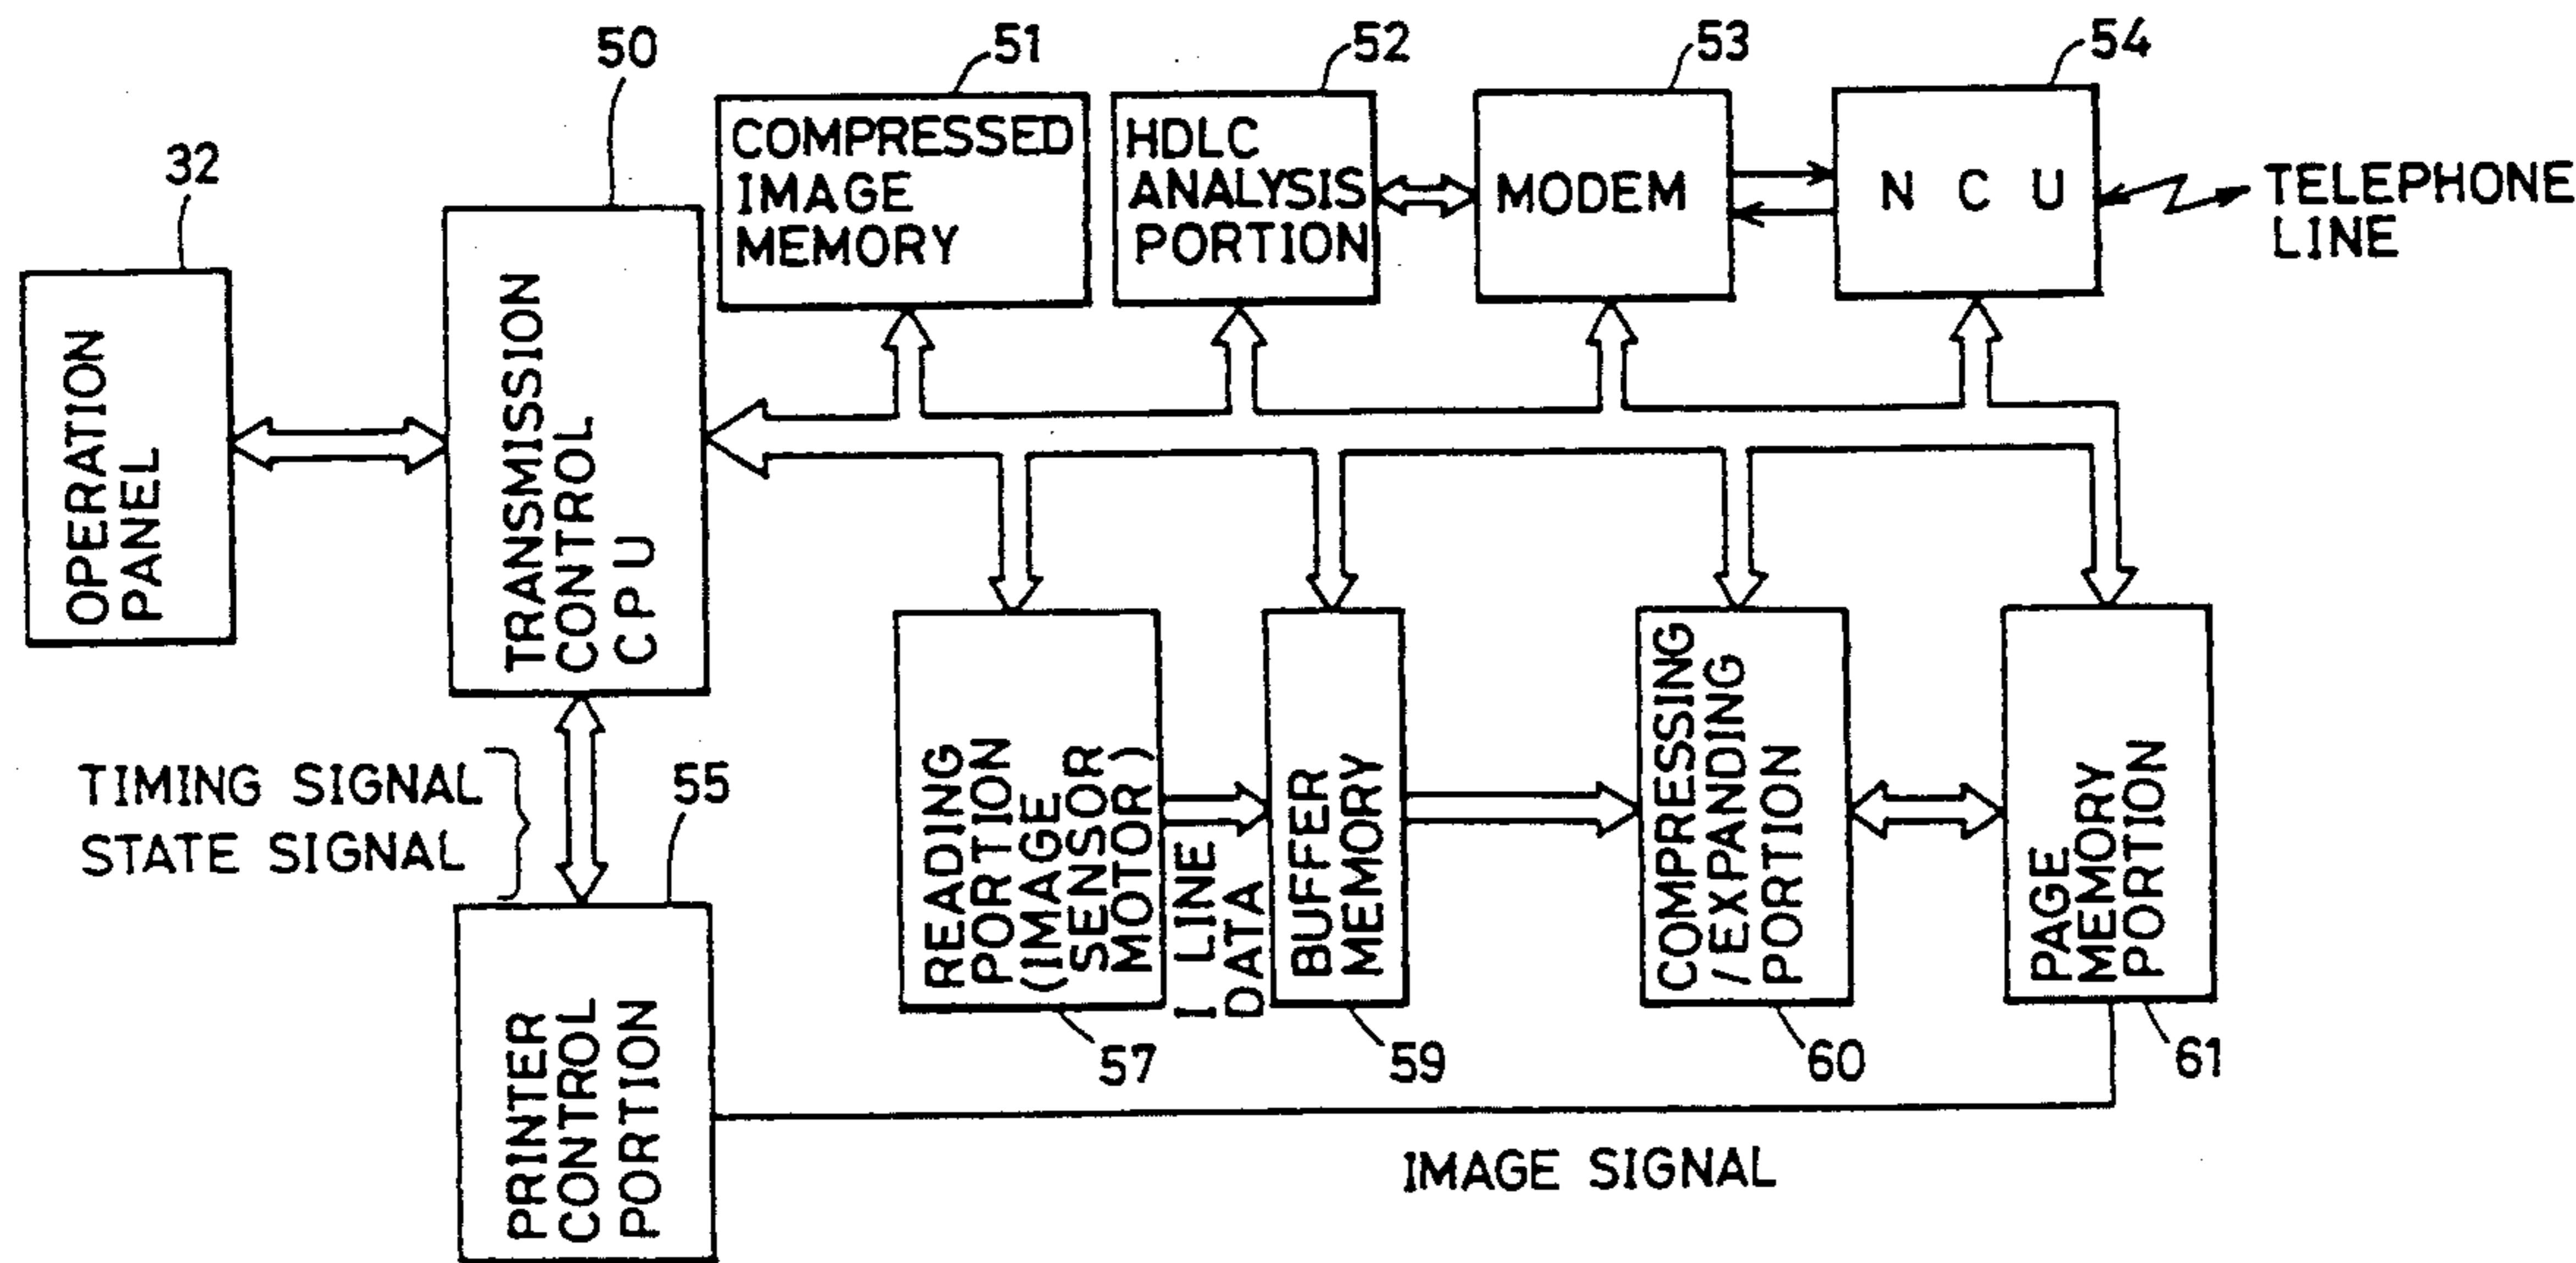 50
51
52
53
54
32
COMPRESSED
IMAGE
MEMORY
HDLC
ANALYSIS
PORTION
MODEM
N C U
TELEPHONE
LINE
OPERATION
PANEL
TRANSMISSION
CONTROL
CPU
TIMING SIGNAL
STATE SIGNAL
55
PRINTER
CONTROL
PORTION
READING
PORTION
(IMAGE
SENSOR
MOTOR)
1 LINE
DATA
BUFFER
MEMORY
COMPRESSING
/EXPANDING
PORTION
PAGE
MEMORY
PORTION
57
59
60
61
IMAGE SIGNAL